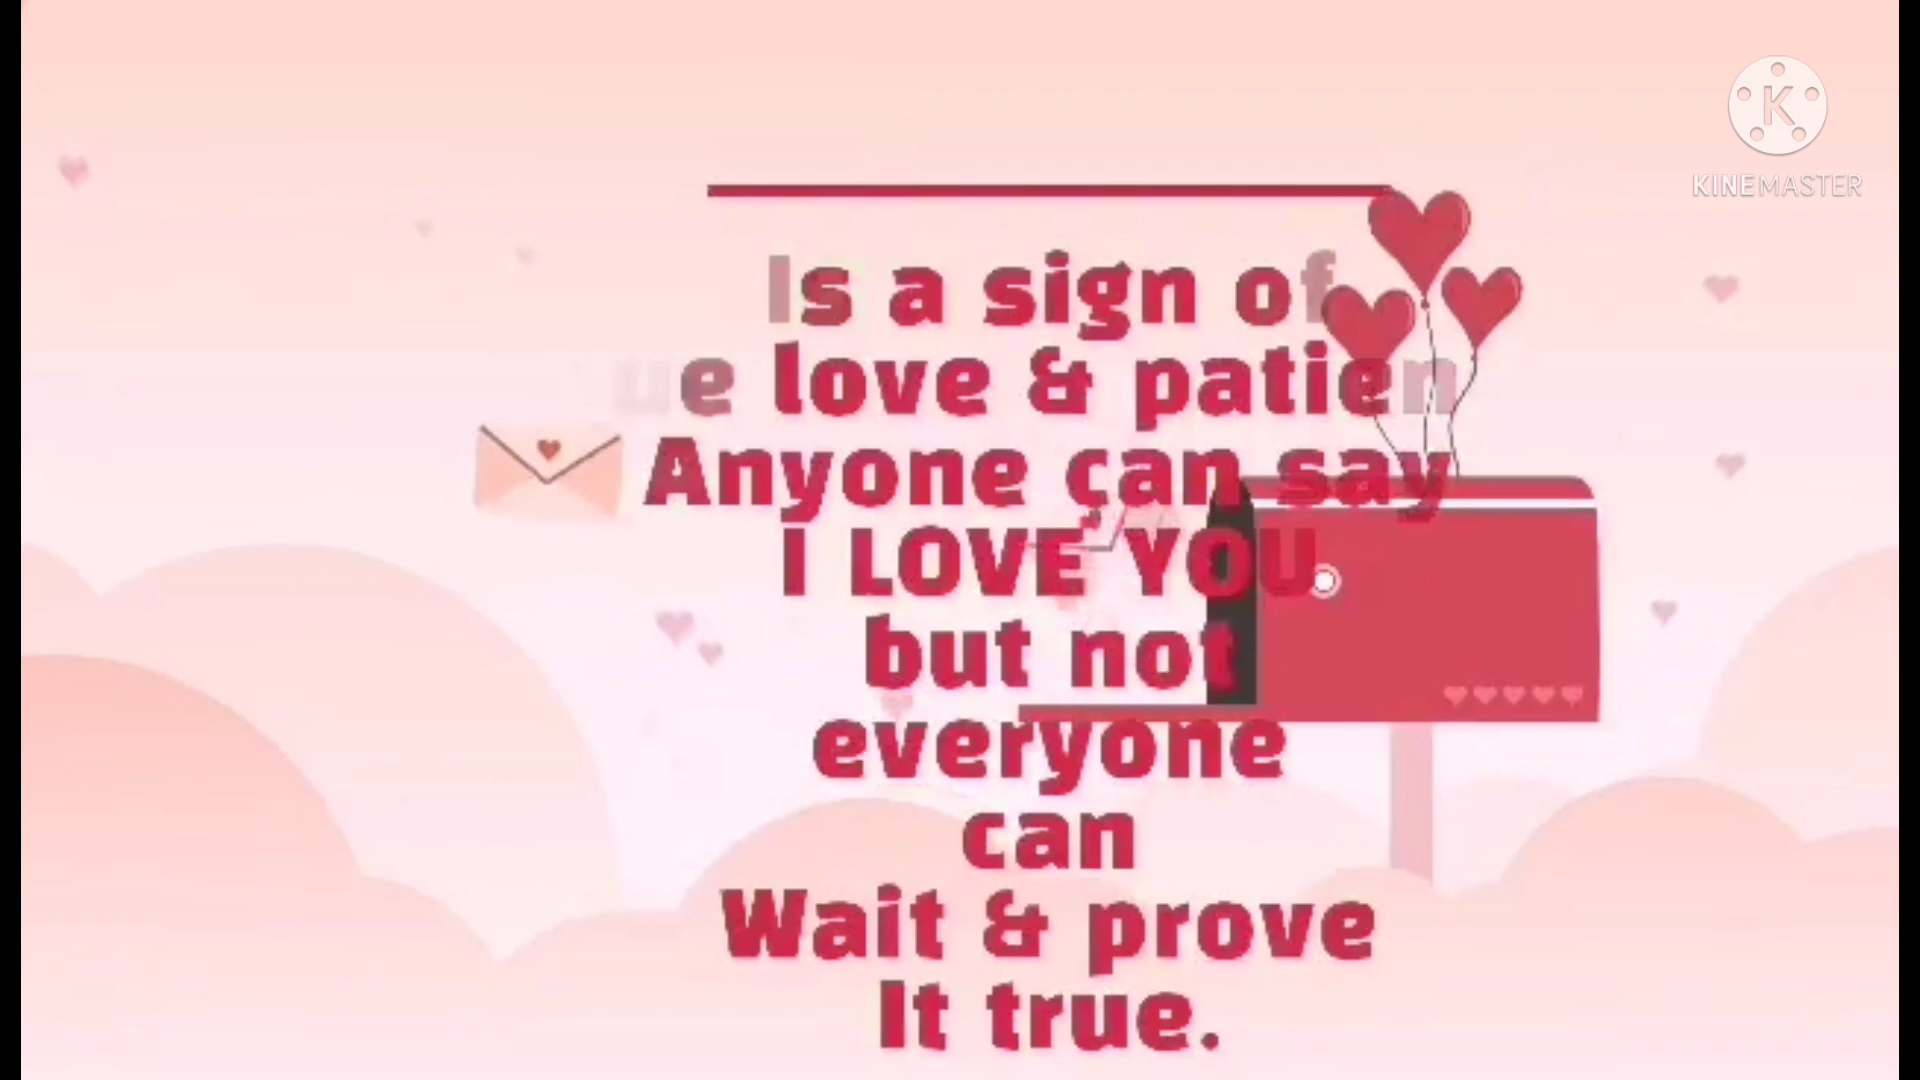 KINEMASTER
Is a sign of
ue love & patien
Anyone can say
I LOVE YOU
but not
everyone
can
Wait & prove
It true.